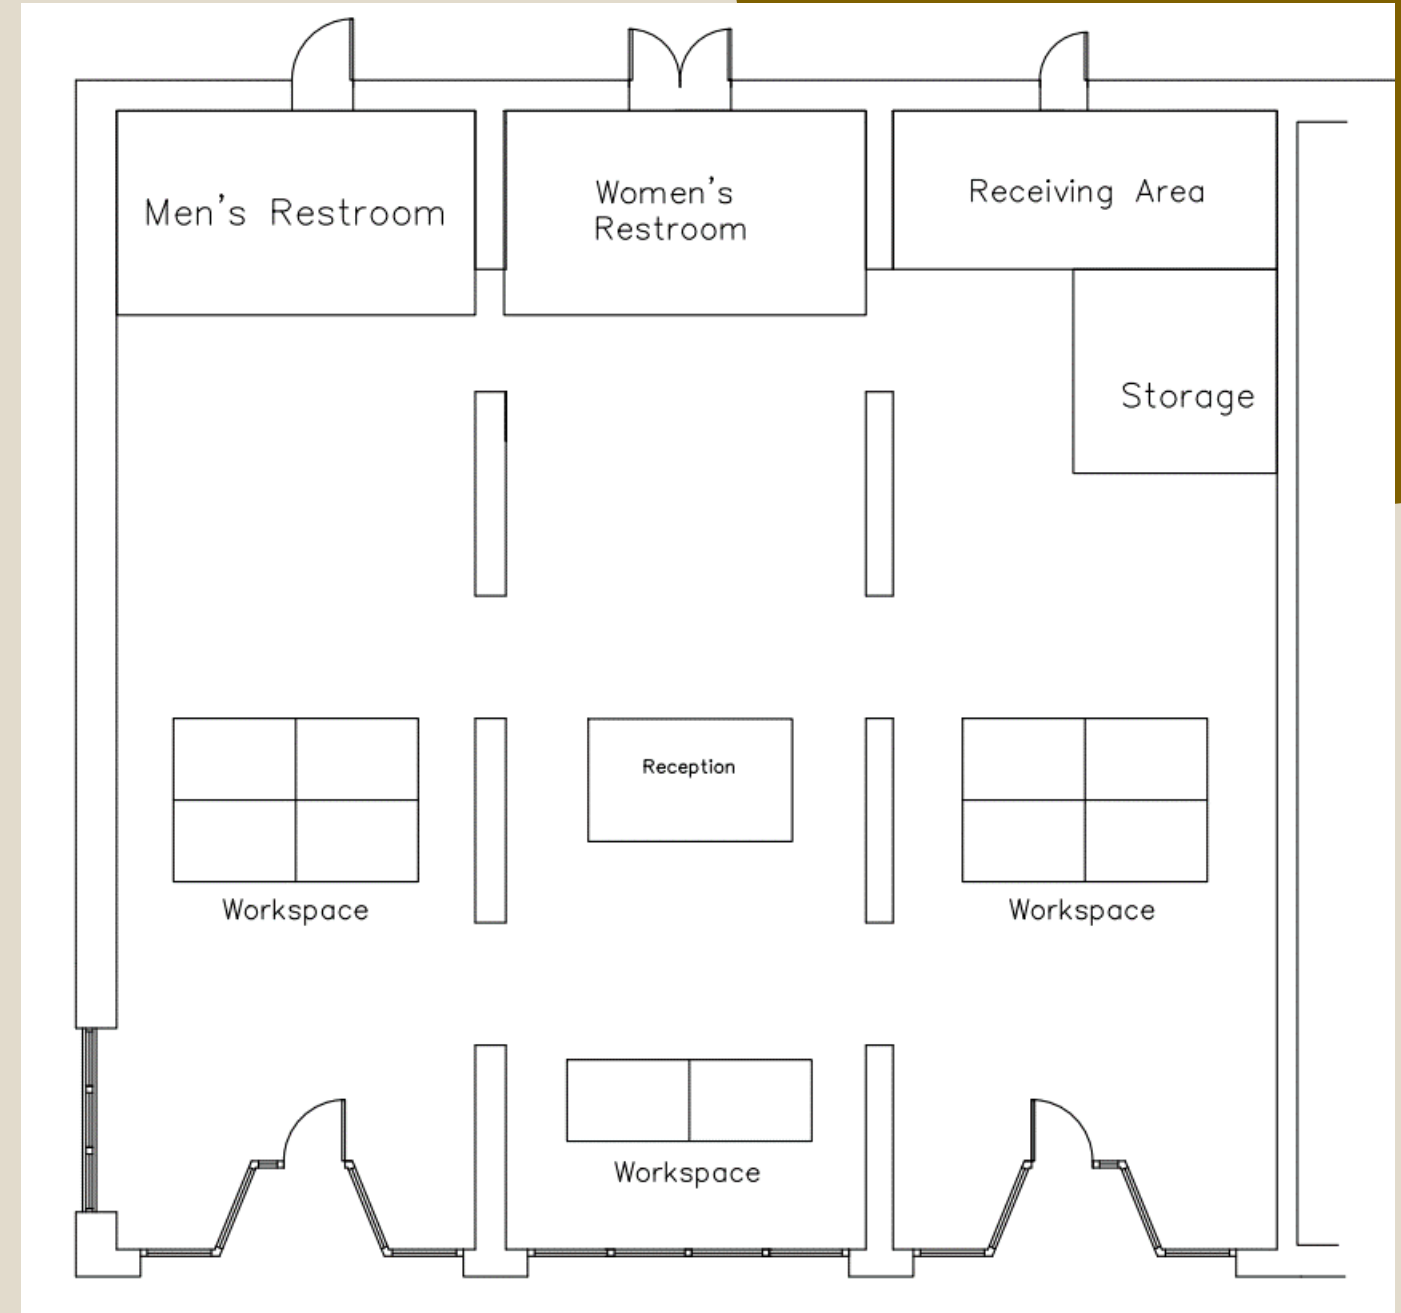 Men's Restroom
Women's
Restroom
Receiving Area
Storage
Reception
Workspace
Workspace
Workspace